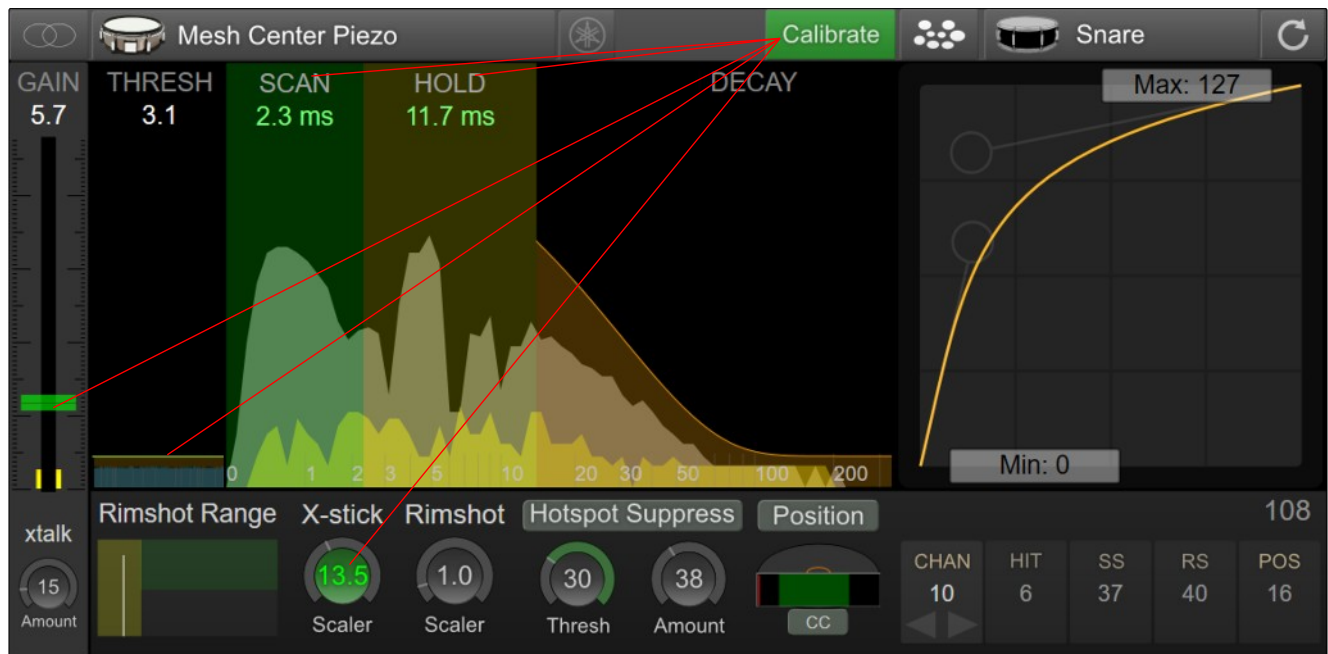 Mesh Center Piezo
Calibrate
Snare
GAIN
5.7
THRESH
3.1
SCAN
2.3 ms
HOLD
11.7 ms
DECAY
Max: 127
Min: 0
0 1 2 3 5 10 20 30 50 100 200
xtalk
15
Amount
Rimshot Range
X-stick
13.5
Scaler
Rimshot
1.0
Scaler
Hotspot Suppress
30
Thresh
38
Amount
Position
CC
108
CHAN HIT SS RS POS
10 6 37 40 16